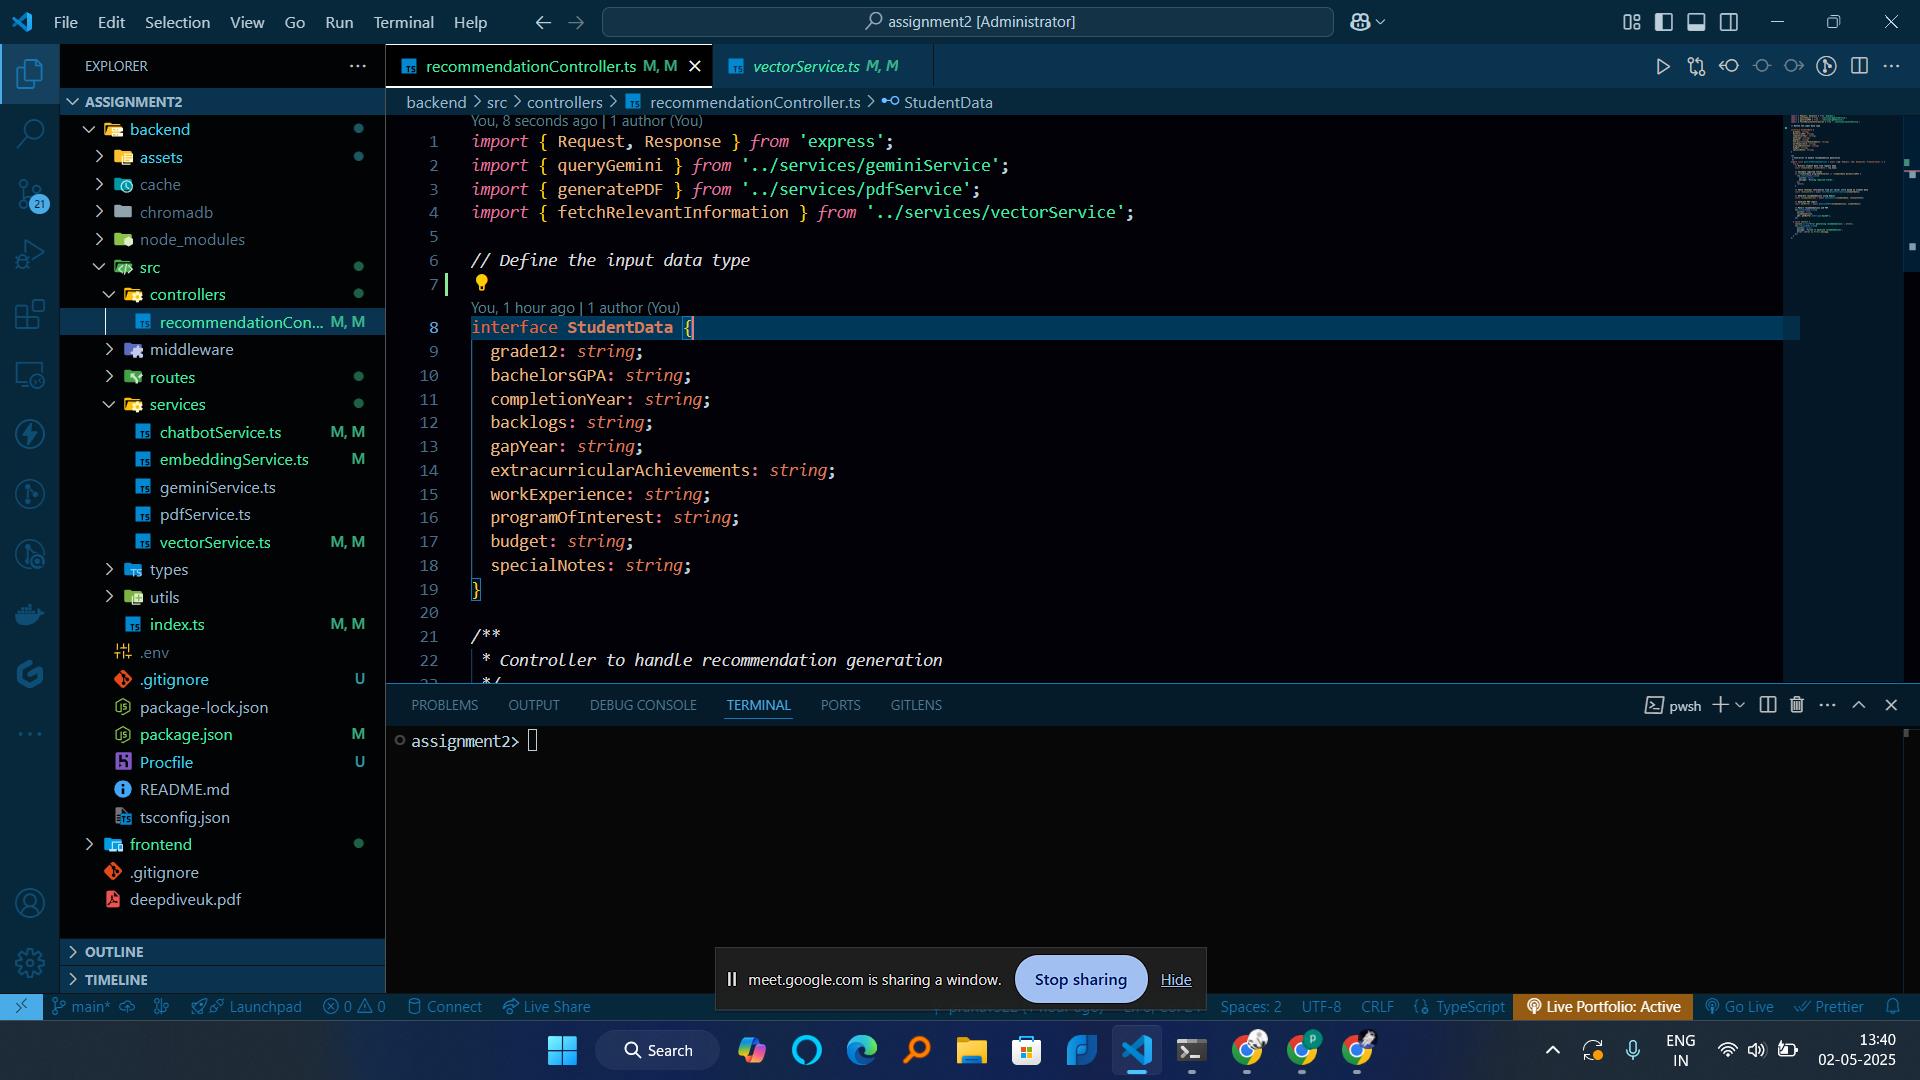 File Edit Selection View Go Run Terminal Help
assignment2 [Administrator]
EXPLORER
ASSIGNMENT2
backend
assets
cache
chromadb
node_modules
src
controllers
recommendationCon... M, M
middleware
routes
services
chatbotService.ts M, M
embeddingService.ts M
geminiService.ts
pdfService.ts
vectorService.ts M, M
types
utils
index.ts M, M
.env
.gitignore U
package-lock.json
package.json M
Procfile U
README.md
tsconfig.json
frontend
.gitignore
deepdiveuk.pdf
OUTLINE
TIMELINE
21
recommendationController.ts M, M
vectorService.ts M, M
backend > src > controllers > recommendationController.ts > StudentData
You, 8 seconds ago | 1 author (You)
1 import { Request, Response } from 'express';
2 import { queryGemini } from '../services/geminiService';
3 import { generatePDF } from '../services/pdfService';
4 import { fetchRelevantInformation } from '../services/vectorService';
5
6 // Define the input data type
7
You, 1 hour ago | 1 author (You)
8 interface StudentData {
9 grade12: string;
10 bachelorsGPA: string;
11 completionYear: string;
12 backlogs: string;
13 gapYear: string;
14 extracurricularAchievements: string;
15 workExperience: string;
16 programOfInterest: string;
17 budget: string;
18 specialNotes: string;
19 }
20
21 /**
22 * Controller to handle recommendation generation
PROBLEMS OUTPUT DEBUG CONSOLE TERMINAL PORTS GITLENS
pwsh
assignment2>
meet.google.com is sharing a window. Stop sharing Hide
main* Launchpad 0 0 Connect Live Share
Spaces: 2 UTF-8 CRLF {} TypeScript Live Portfolio: Active Go Live Prettier
Search
ENG
IN
13:40
02-05-2025